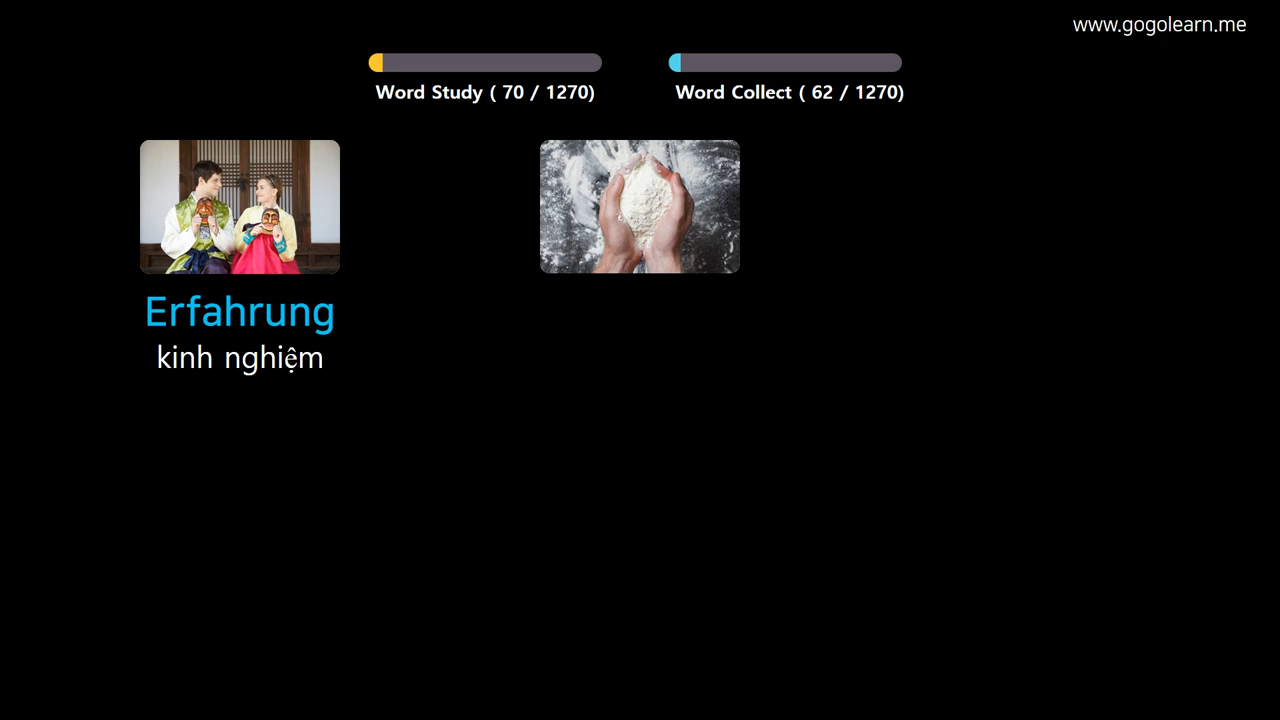 www.gogolearn.me
Word Study ( 70 / 1270)
Word Collect ( 62 / 1270)
Erfahrung
kinh nghiệm